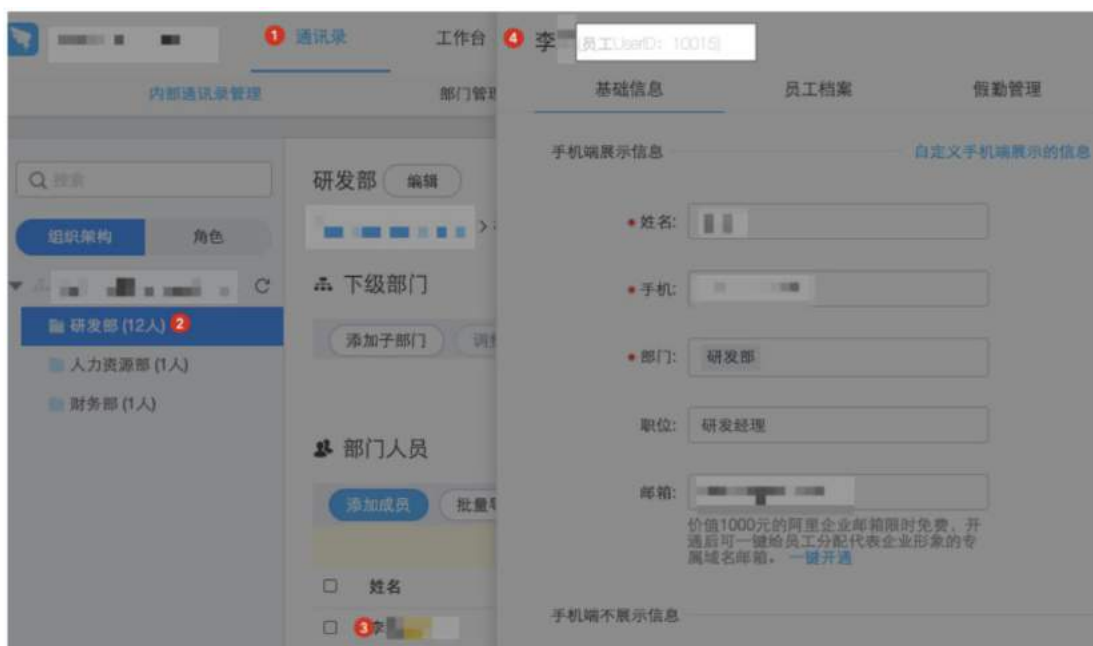 1 通讯录 工作台
内部通讯录管理 部门管理
搜索
组织架构 角色
研发部 (12人) 2
人力资源部 (1人)
财务部 (1人)
研发部 编辑
>
下级部门
添加子部门
部门人员
添加成员 批量
姓名
3 李
4 李 员工UserID: 10015
基础信息 员工档案 假勤管理
手机端展示信息 自定义手机端展示的信息
•姓名:
•手机:
•部门: 研发部
职位: 研发经理
邮箱:
价值1000元的阿里企业邮箱限时免费，开
通后可一键给员工分配代表企业形象的专
属域名邮箱。 一键开通
手机端不展示信息